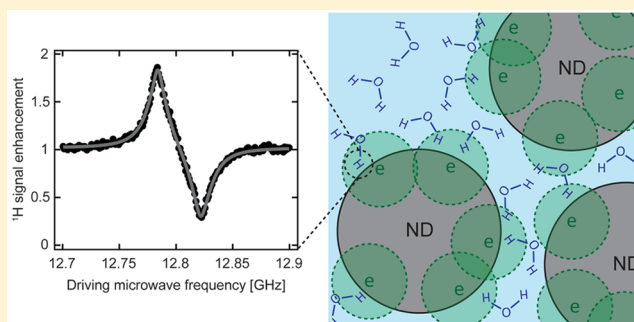 2
1.5
1
0.5
0
¹H signal enhancement
12.7 12.75 12.8 12.85 12.9
Driving microwave frequency [GHz]
e
e
H
H O
H
H O H
e
ND
H O
H
H O H
e
H O H
H O H
H O H
e
H O
H
H O
e
e
H O H
H O H
e
ND
e
H O H
ND
e
e
e
O H
H
H O H